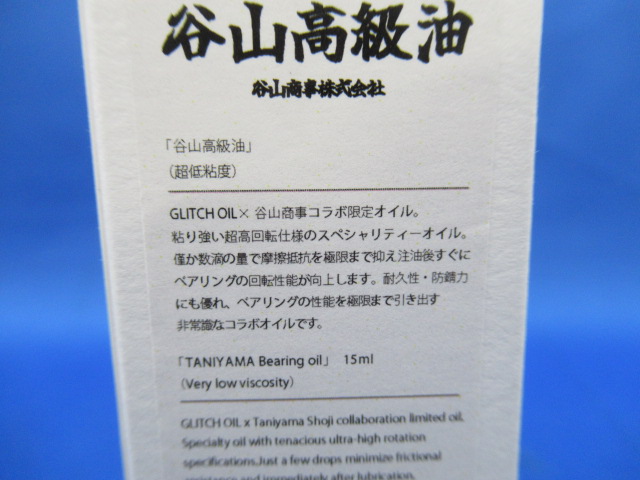 谷山高級油
谷山商事株式会社
「谷山高級油」
（超低粘度）
GLITCH OIL× 谷山商事コラボ限定オイル。
粘り強い超高回転仕様のスペシャリティーオイル。
僅か数滴の量で摩擦抵抗を極限まで抑え注油後すぐに
ベアリングの回転性能が向上します。耐久性・防錆力
にも優れ、ベアリングの性能を極限まで引き出す
非常識なコラボオイルです。
「TANIYAMA Bearing oil」 15ml
（Very low viscosity）
GLITCH OIL x Taniyama Shoji collaboration limited oil.
Specialty oil with tenacious ultra-high rotation
specifications.Just a few drops minimize frictional
resistance and immediately after lubrication,